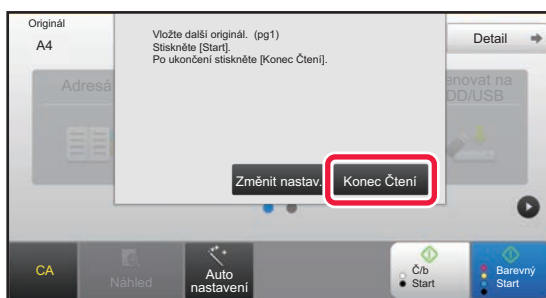 Originál
A4
Vložte další originál. (pg1)
Stiskněte [Start].
Po ukončení stiskněte [Konec Čtení].
Detail
Adresá
enovat na
DD/USB
Změnit nastav.
Konec Čtení
CA
Náhled
Auto
nastavení
Č/b
Start
Barevný
Start